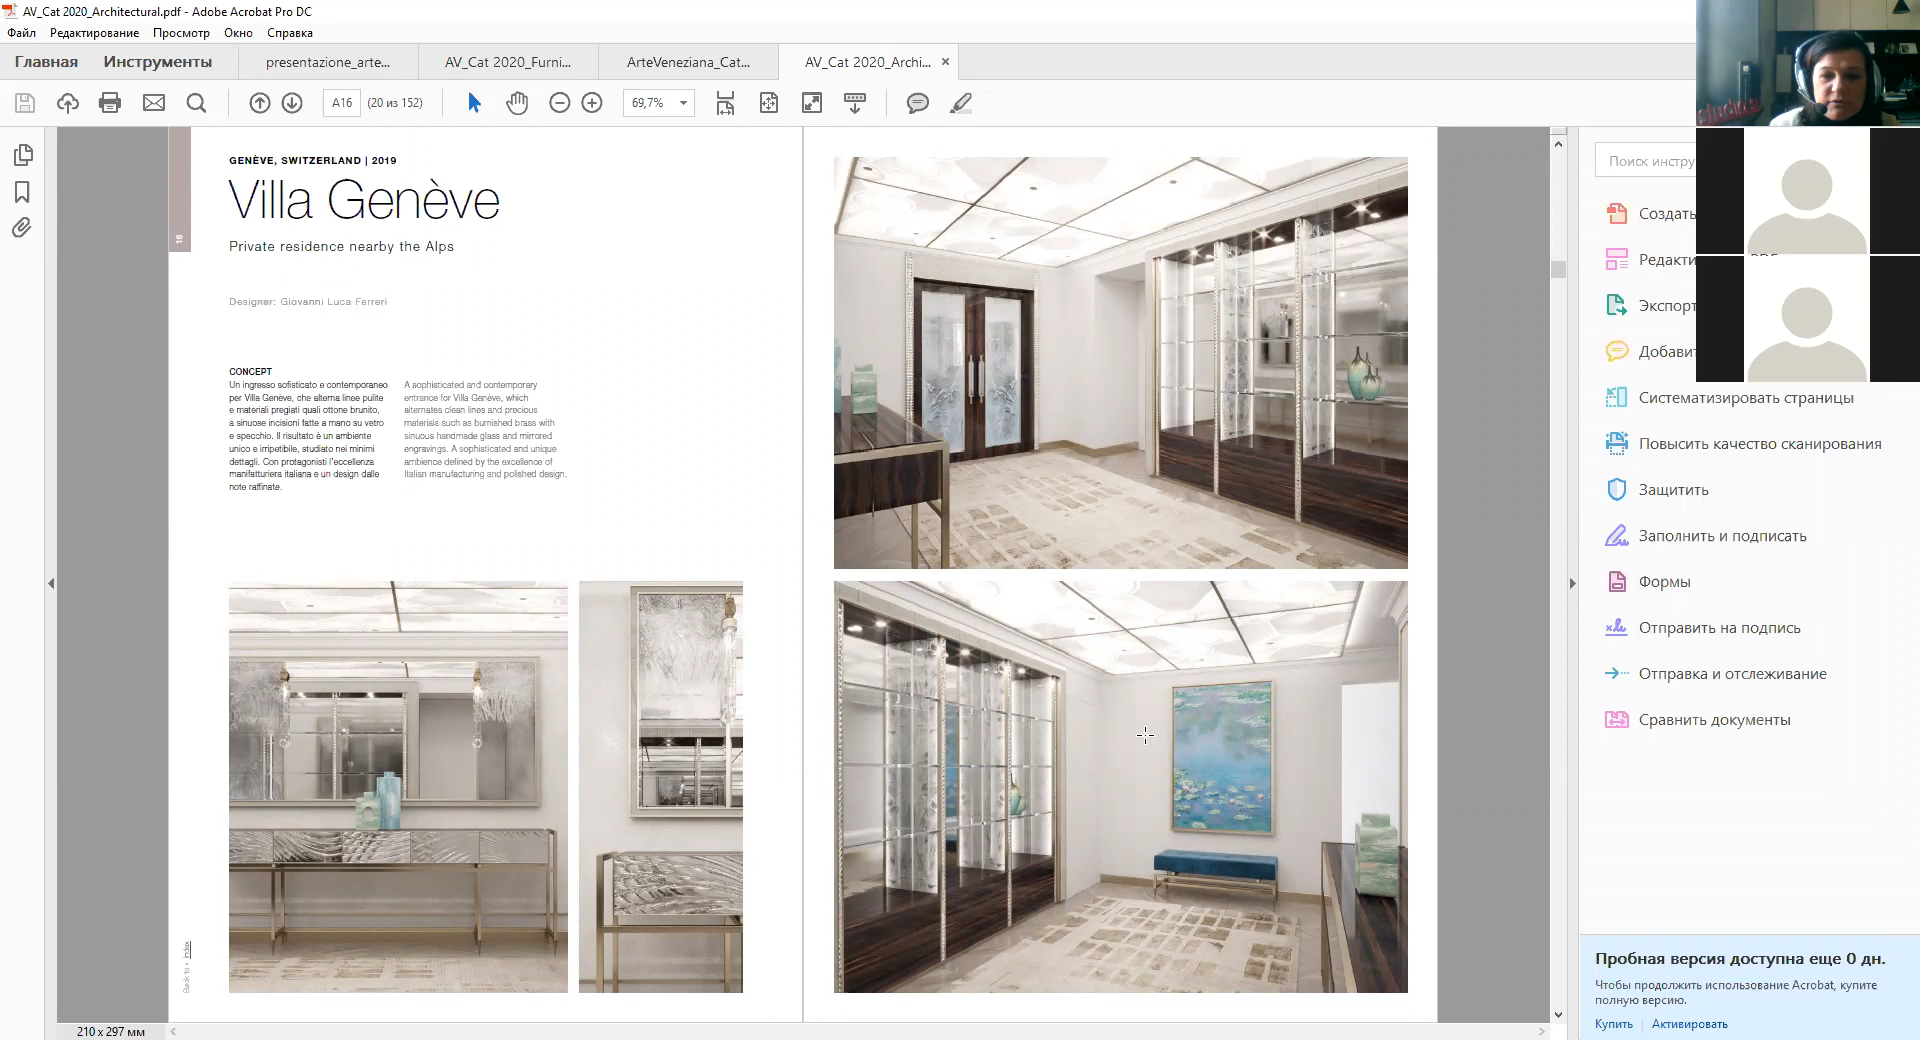 AV_Cat 2020_Architectural.pdf - Adobe Acrobat Pro DC
Файл Редактирование Просмотр Окно Справка
Главная Инструменты presentazione_arte... AV_Cat 2020_Furni... ArteVeneziana_Cat... AV_Cat 2020_Archi...
A16 (20 из 152) 69,7%
16
GENÈVE, SWITZERLAND | 2019
Villa Genève
Private residence nearby the Alps
Designer: Giovanni Luca Ferreri
CONCEPT
Un ingresso sofisticato e contemporaneo
per Villa Genève, che alterna linee pulite
e materiali pregiati quali ottone brunito,
a sinuose incisioni fatte a mano su vetro
e specchio. Il risultato è un ambiente
unico e irripetibile, studiato nei minimi
dettagli. Con protagonisti l'eccellenza
manifatturiera italiana e un design dalle
note raffinate.
A sophisticated and contemporary
entrance for Villa Genève, which
alternates clean lines and precious
materials such as burnished brass with
sinuous handmade glass and mirrored
engravings. A sophisticated and unique
ambience defined by the excellence of
Italian manufacturing and polished design.
Back to • Index
210 x 297 мм
Поиск инстру
Создать
Редакти
Экспорт
Добавит
Систематизировать страницы
Повысить качество сканирования
Защитить
Заполнить и подписать
Формы
Отправить на подпись
Отправка и отслеживание
Сравнить документы
Пробная версия доступна еще 0 дн.
Чтобы продолжить использование Acrobat, купите
полную версию.
Купить Активировать